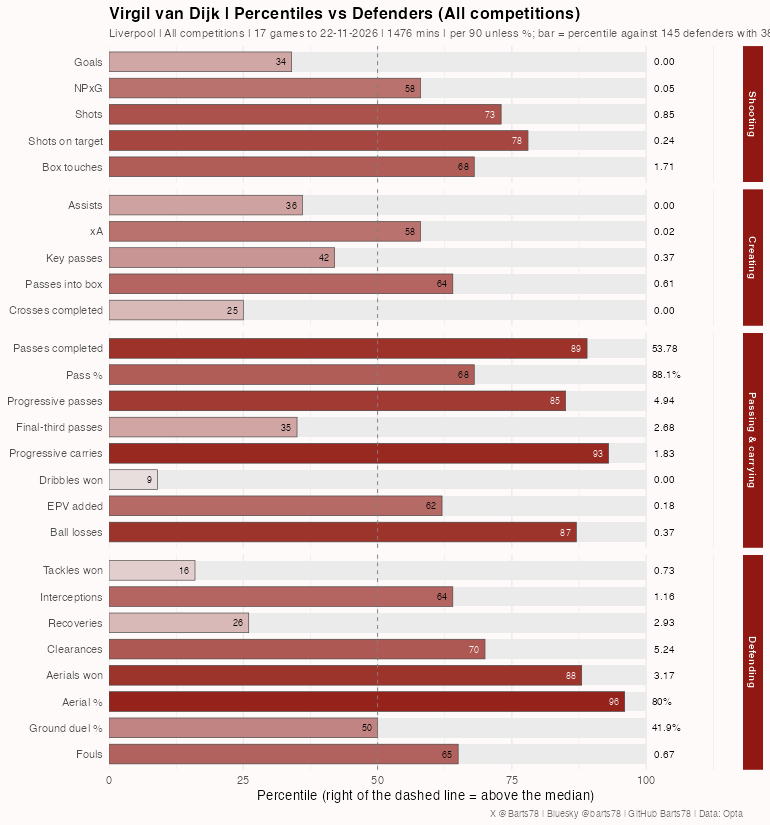 Virgil van Dijk | Percentiles vs Defenders (All competitions)
Liverpool | All competitions | 17 games to 22-11-2026 | 1476 mins | per 90 unless %; bar = percentile against 145 defenders with 38
Goals 34 0.00
NPxG 58 0.05
Shots 73 0.85
Shots on target 78 0.24
Box touches 68 1.71
Shooting
Assists 36 0.00
xA 58 0.02
Key passes 42 0.37
Passes into box 64 0.61
Crosses completed 25 0.00
Creating
Passes completed 89 53.78
Pass % 68 88.1%
Progressive passes 85 4.94
Final-third passes 35 2.68
Progressive carries 93 1.83
Dribbles won 9 0.00
EPV added 62 0.18
Ball losses 87 0.37
Passing & carrying
Tackles won 16 0.73
Interceptions 64 1.16
Recoveries 26 2.93
Clearances 70 5.24
Aerials won 88 3.17
Aerial % 96 80%
Ground duel % 50 41.9%
Fouls 65 0.67
Defending
0 25 50 75 100
Percentile (right of the dashed line = above the median)
X @Barts78 | Bluesky @barts78 | GitHub Barts78 | Data: Opta